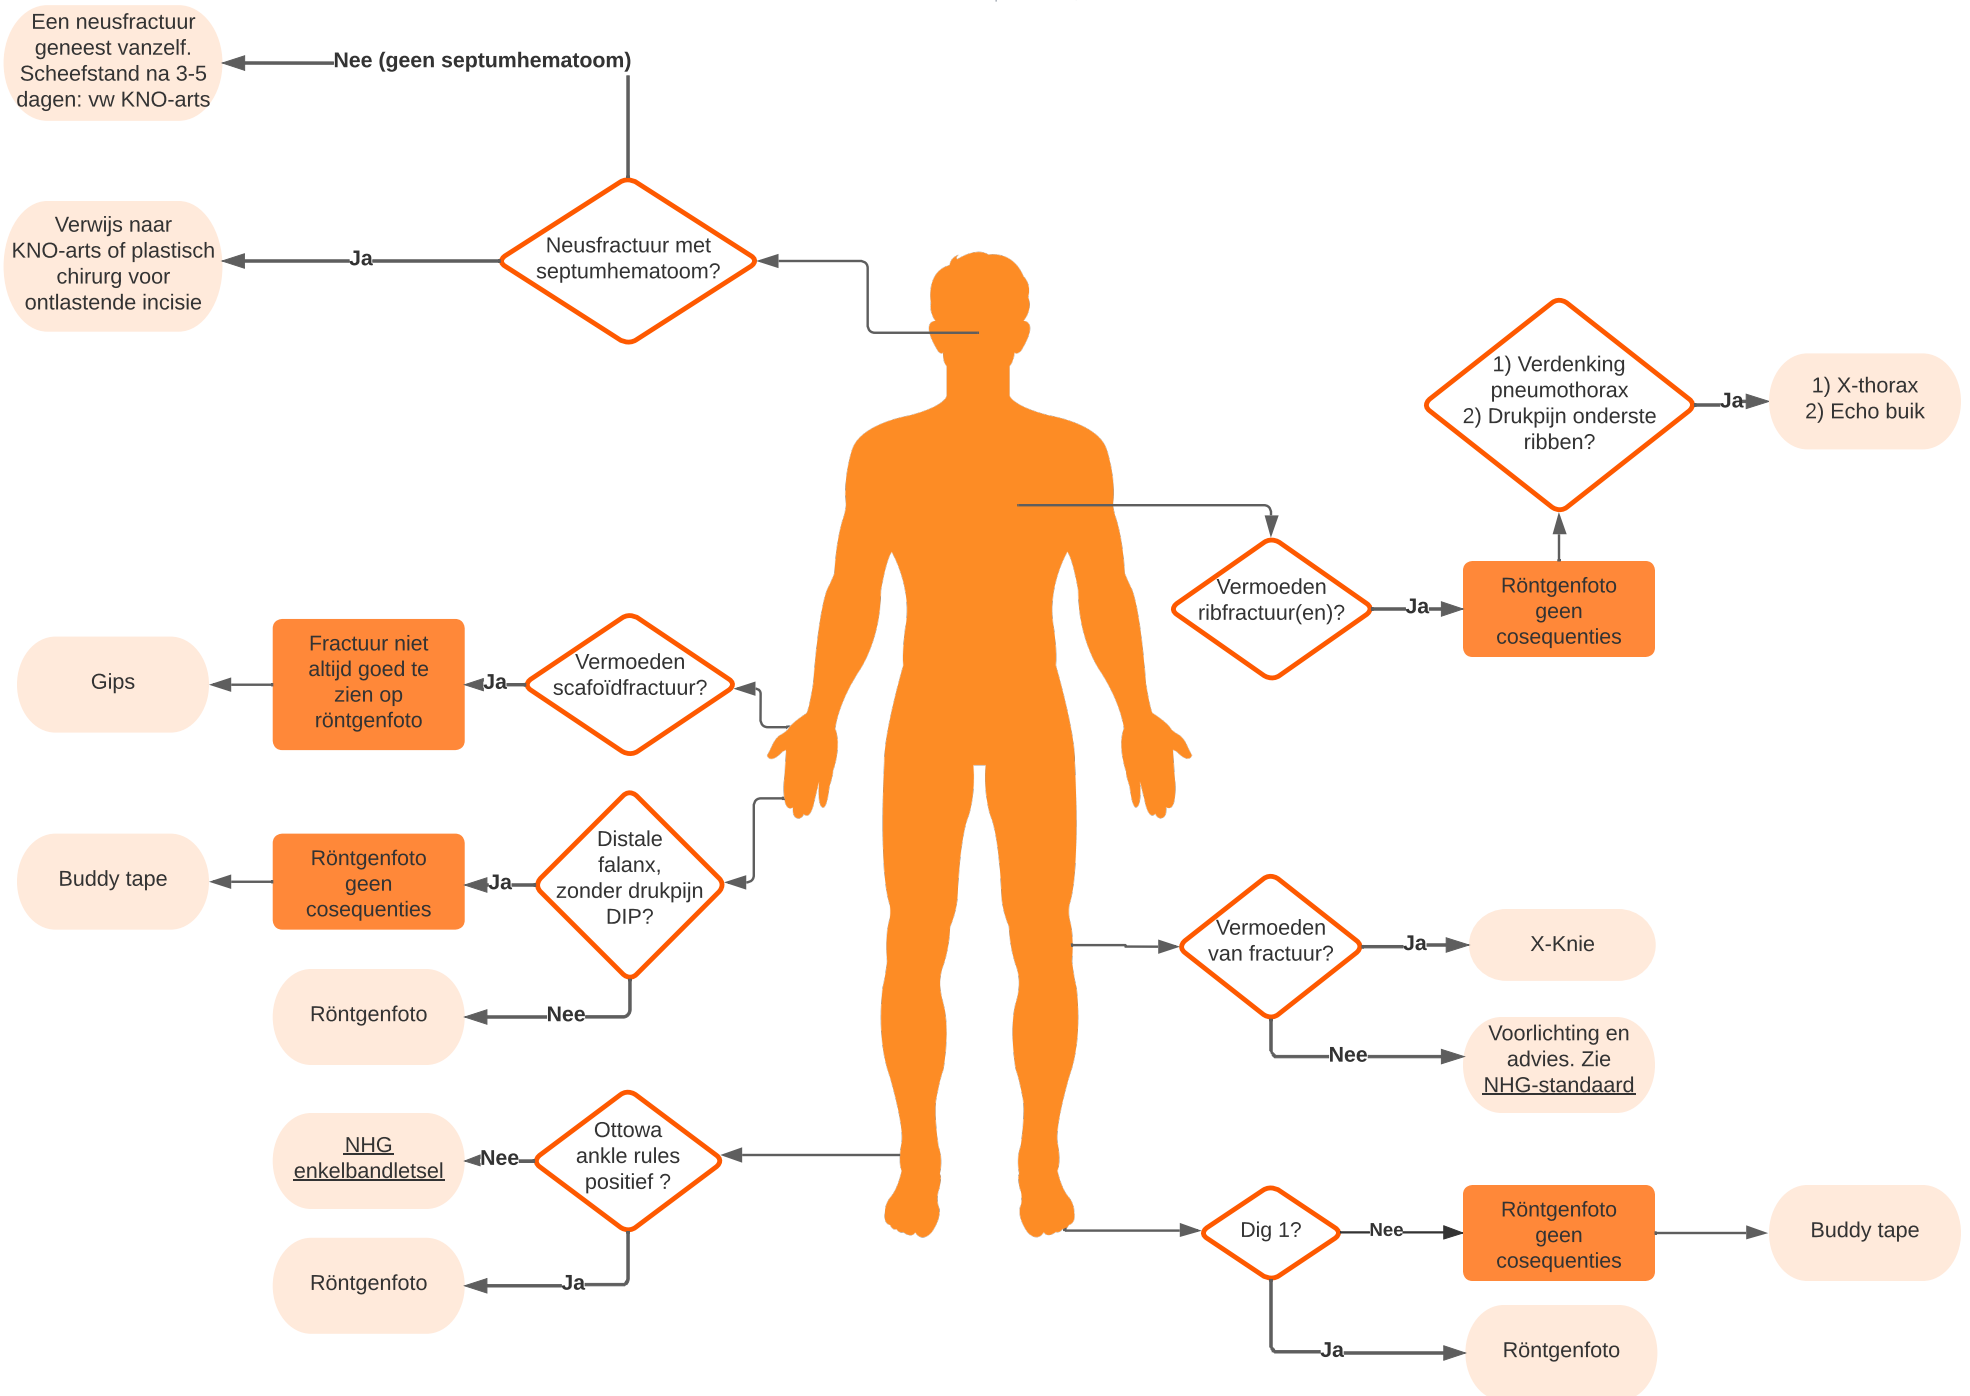 Een neusfractuur
geneest vanzelf.
Scheefstand na 3-5
dagen: vw KNO-arts
Nee (geen septumhematoom)
Verwijs naar
KNO-arts of plastisch
chirurg voor
ontlastende incisie
Ja
Neusfractuur met
septumhematoom?
1) Verdenking
pneumothorax
2) Drukpijn onderste
ribben?
Ja
1) X-thorax
2) Echo buik
Vermoeden
ribfractuur(en)?
Ja
Röntgenfoto
geen
cosequenties
Gips
Fractuur niet
altijd goed te
zien op
röntgenfoto
Ja
Vermoeden
scafoïdfractuur?
Buddy tape
Röntgenfoto
geen
cosequenties
Ja
Distale
falanx,
zonder drukpijn
DIP?
Röntgenfoto
Nee
Vermoeden
van fractuur?
Ja
X-Knie
Nee
Voorlichting en
advies. Zie
NHG-standaard
NHG
enkelbandletsel
Nee
Ottowa
ankle rules
positief ?
Röntgenfoto
Ja
Dig 1?
Nee
Röntgenfoto
geen
cosequenties
Buddy tape
Ja
Röntgenfoto